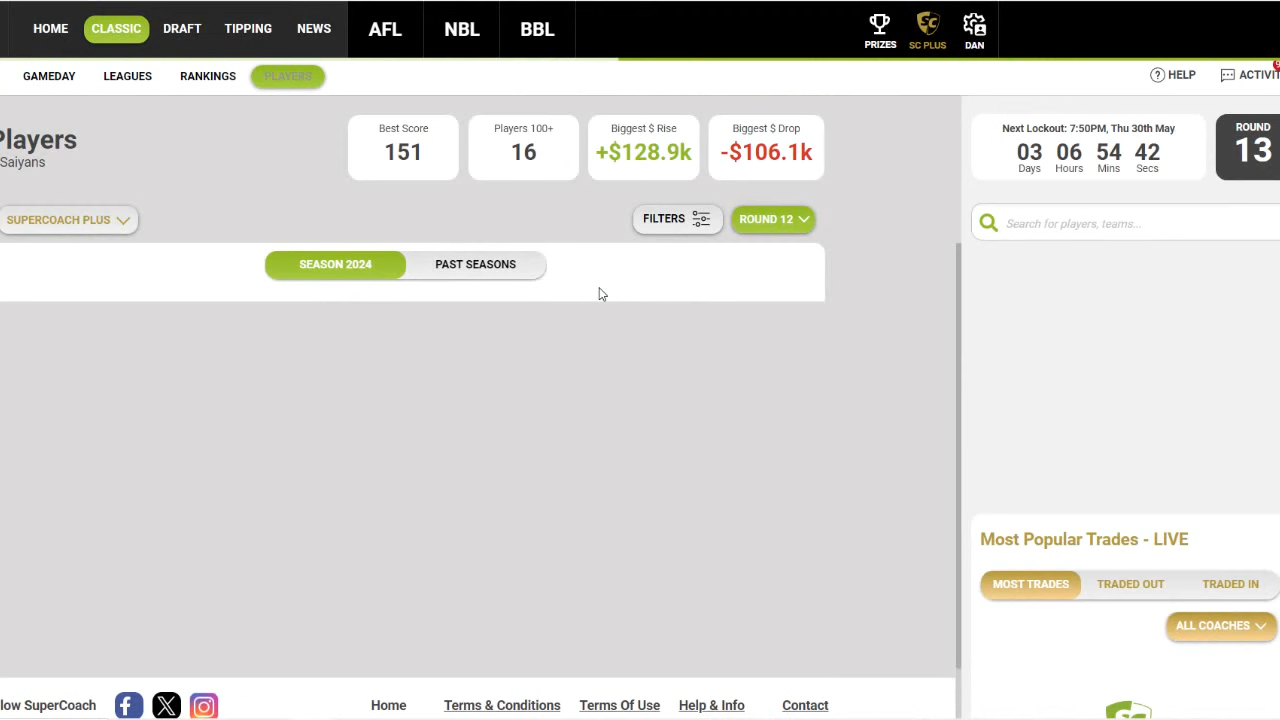 HOME CLASSIC DRAFT TIPPING NEWS AFL NBL BBL PRIZES SC PLUS DAN
GAMEDAY LEAGUES RANKINGS PLAYERS HELP ACTIVIT
Players
Saiyans
Best Score
151
Players 100+
16
Biggest $ Rise
+$128.9k
Biggest $ Drop
-$106.1k
Next Lockout: 7:50PM, Thu 30th May
03 06 54 42
Days Hours Mins Secs
ROUND
13
SUPERCOACH PLUS FILTERS ROUND 12
Search for players, teams...
SEASON 2024 PAST SEASONS
Most Popular Trades - LIVE
MOST TRADES TRADED OUT TRADED IN
ALL COACHES
SC
low SuperCoach Home Terms & Conditions Terms Of Use Help & Info Contact